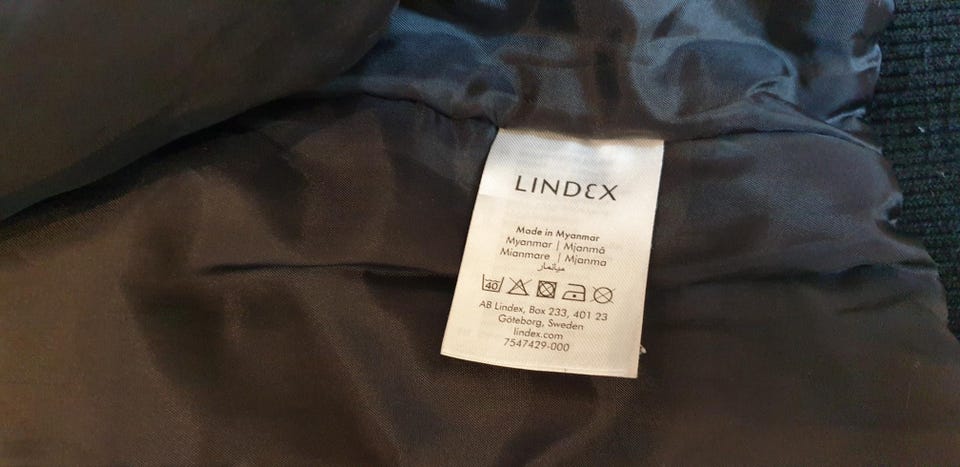 LINDEX
Made in Myanmar
Myanmar | Mjanmā
Mianmare | Mjanma
ميانمار
40
AB Lindex, Box 233, 401 23
Göteborg, Sweden
lindex.com
7547429-000